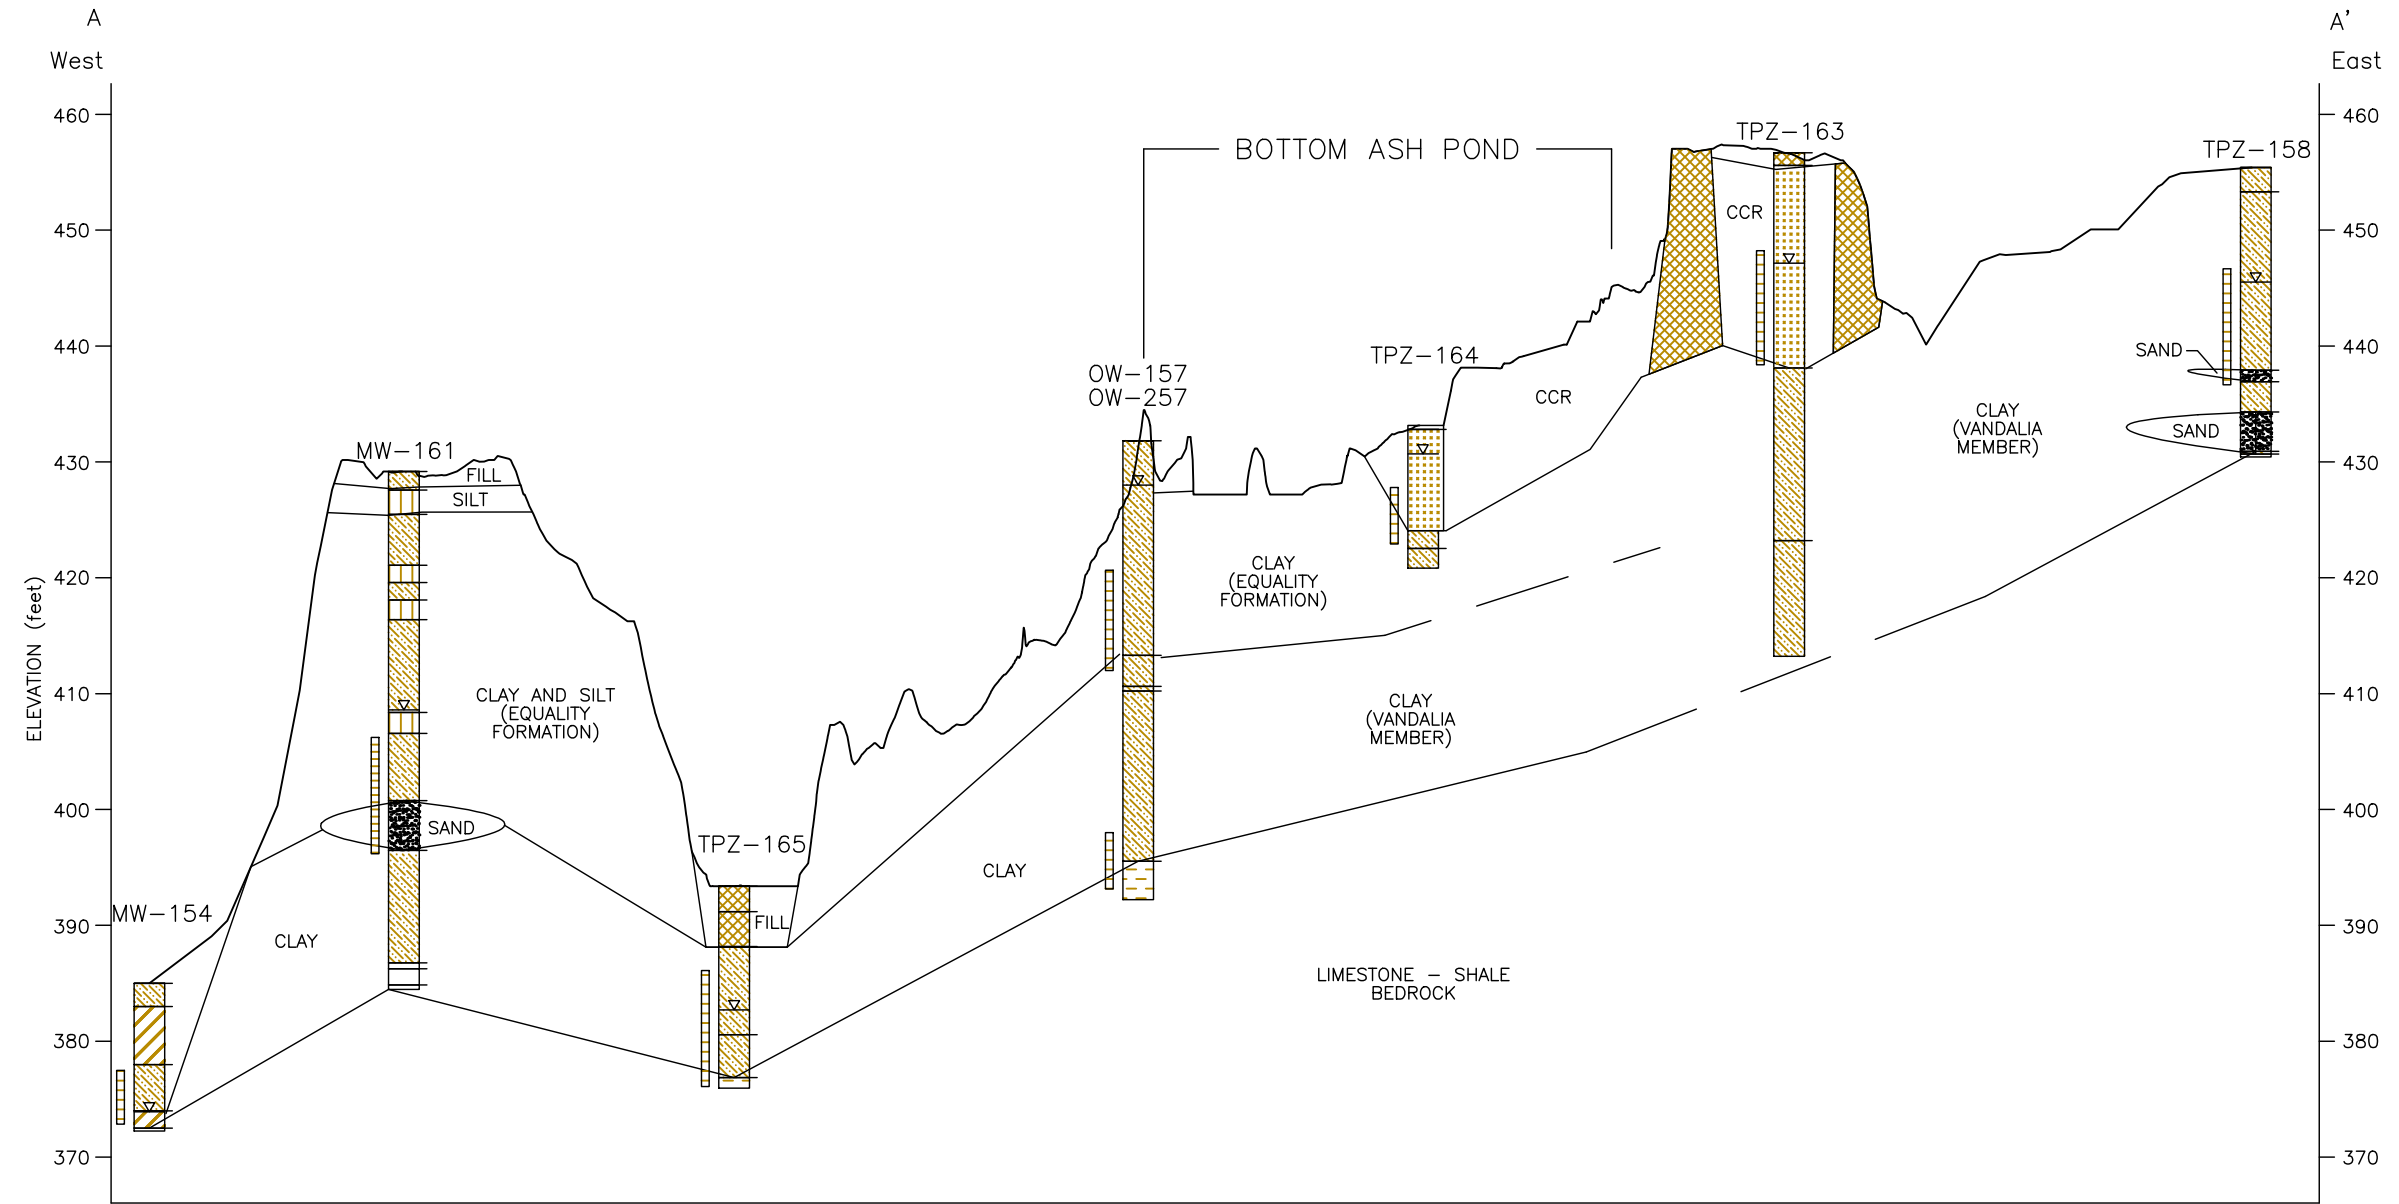 A
A'
West
East
460
460
TPZ-163
BOTTOM ASH POND
TPZ-158
CCR
450
450
440
440
SAND
TPZ-164
OW-157
OW-257
CCR
CLAY
(VANDALIA
MEMBER)
SAND
MW-161
430
430
FILL
SILT
420
420
CLAY
(EQUALITY
FORMATION)
ELEVATION (feet)
410
410
CLAY AND SILT
(EQUALITY
FORMATION)
CLAY
(VANDALIA
MEMBER)
400
400
SAND
TPZ-165
CLAY
MW-154
390
390
FILL
CLAY
LIMESTONE - SHALE
BEDROCK
380
380
370
370